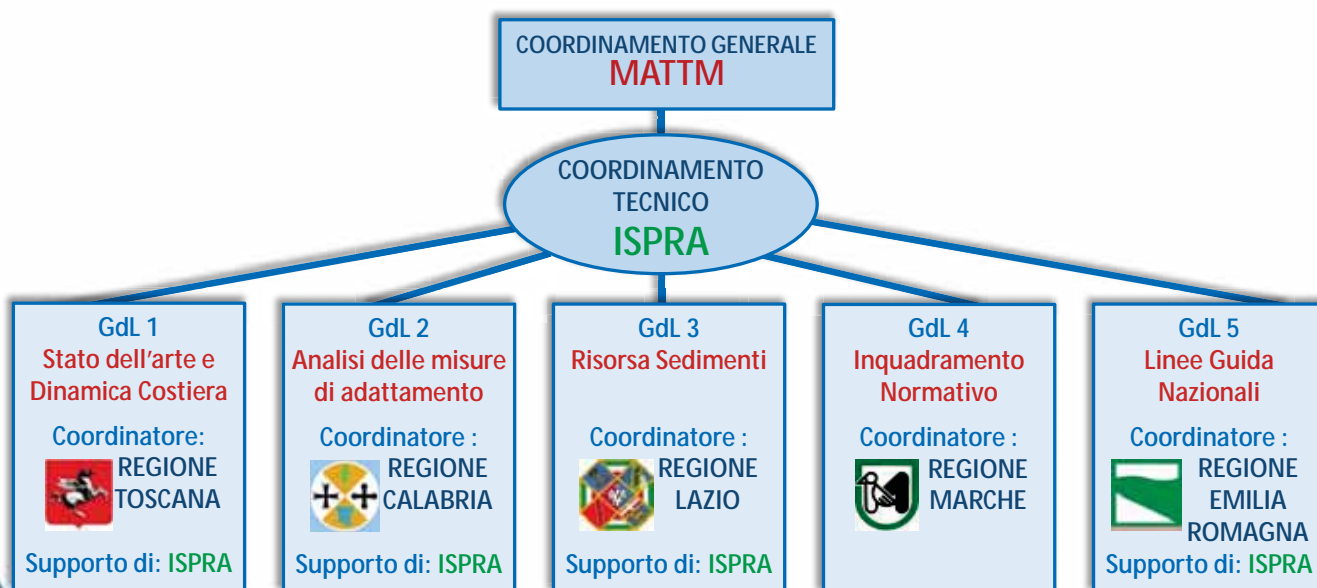 COORDINAMENTO GENERALE
MATTM
COORDINAMENTO
TECNICO
ISPRA
GdL 1
Stato dell'arte e
Dinamica Costiera
Coordinatore:
REGIONE
TOSCANA
Supporto di: ISPRA
GdL 2
Analisi delle misure
di adattamento
Coordinatore :
REGIONE
CALABRIA
Supporto di: ISPRA
GdL 3
Risorsa Sedimenti
Coordinatore :
REGIONE
LAZIO
Supporto di: ISPRA
GdL 4
Inquadramento
Normativo
Coordinatore :
REGIONE
MARCHE
GdL 5
Linee Guida
Nazionali
Coordinatore :
REGIONE
EMILIA
ROMAGNA
Supporto di: ISPRA